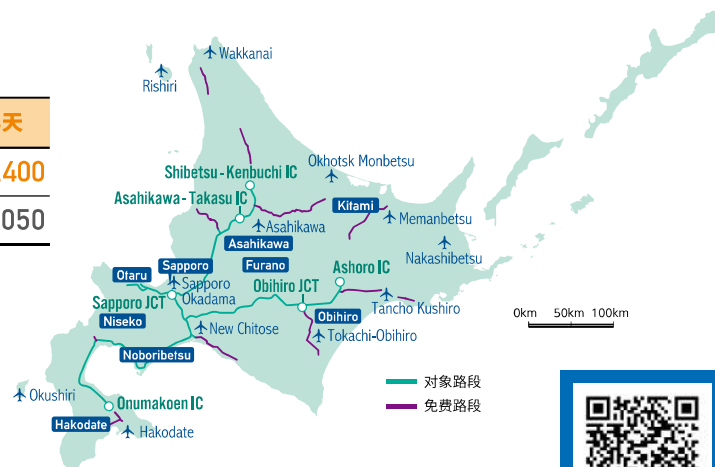 天
400
050
Wakkanai
Rishiri
Okhotsk Monbetsu
Shibetsu-Kenbuchi IC
Asahikawa-Takasu IC
Kitami
Memanbetsu
Asahikawa
Asahikawa
Nakashibetsu
Furano
Sapporo
Ashoro IC
Otaru
Sapporo
Okadama
Obihiro JCT
Sapporo JCT
Tancho Kushiro
Niseko
Obihiro
New Chitose
Tokachi-Obihiro
Noboribetsu
0km 50km 100km
对象路段
免费路段
Okushiri
Onumakoen IC
Hakodate
Hakodate